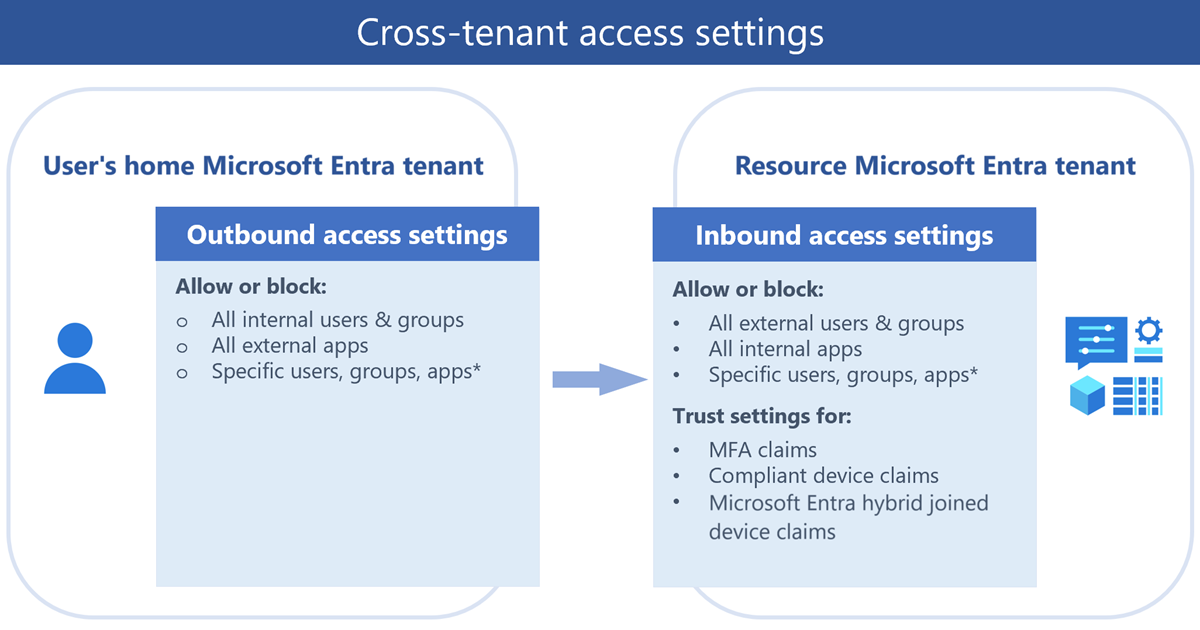 Cross-tenant access settings
User's home Microsoft Entra tenant
Outbound access settings
Allow or block:
o All internal users & groups
o All external apps
o Specific users, groups, apps*
Resource Microsoft Entra tenant
Inbound access settings
Allow or block:
• All external users & groups
• All internal apps
• Specific users, groups, apps*
Trust settings for:
• MFA claims
• Compliant device claims
• Microsoft Entra hybrid joined
device claims